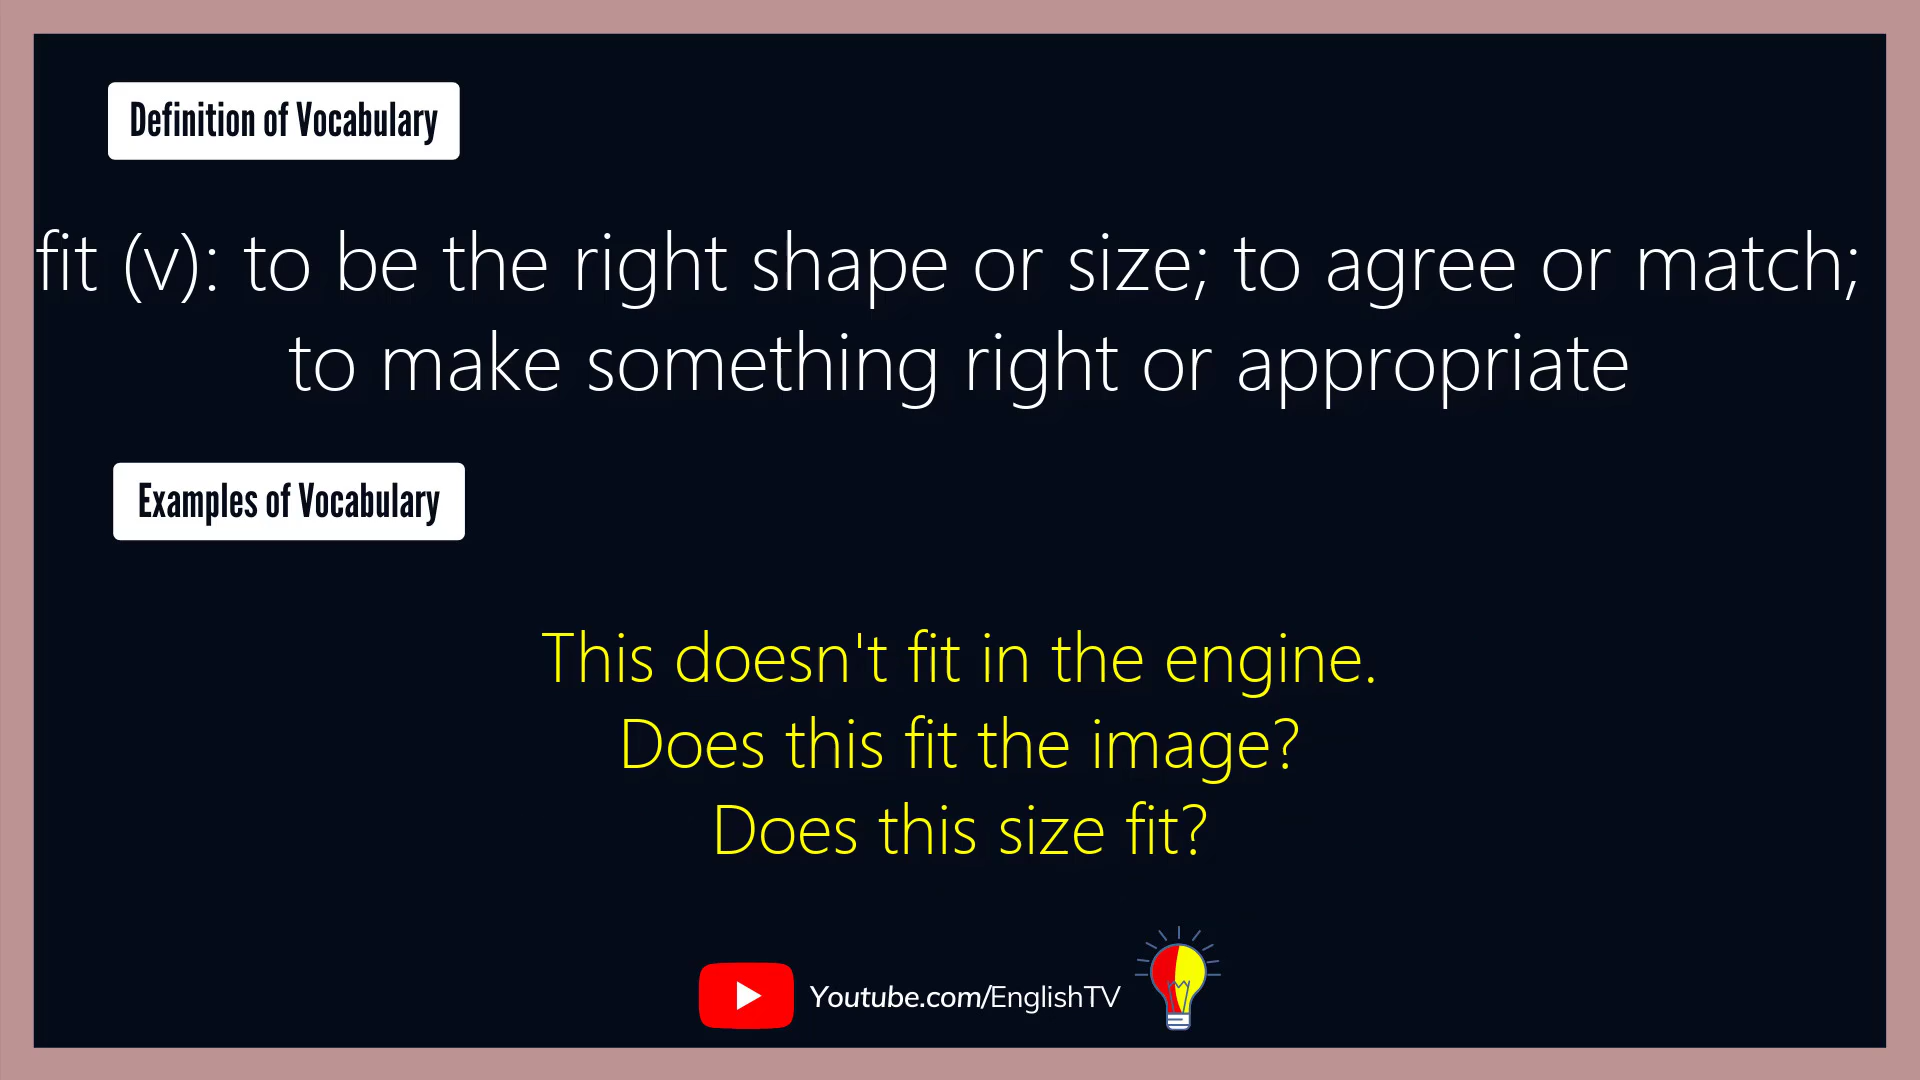 Definition of Vocabulary
fit (v): to be the right shape or size; to agree or match;
to make something right or appropriate
Examples of Vocabulary
This doesn't fit in the engine.
Does this fit the image?
Does this size fit?
Youtube.com/EnglishTV